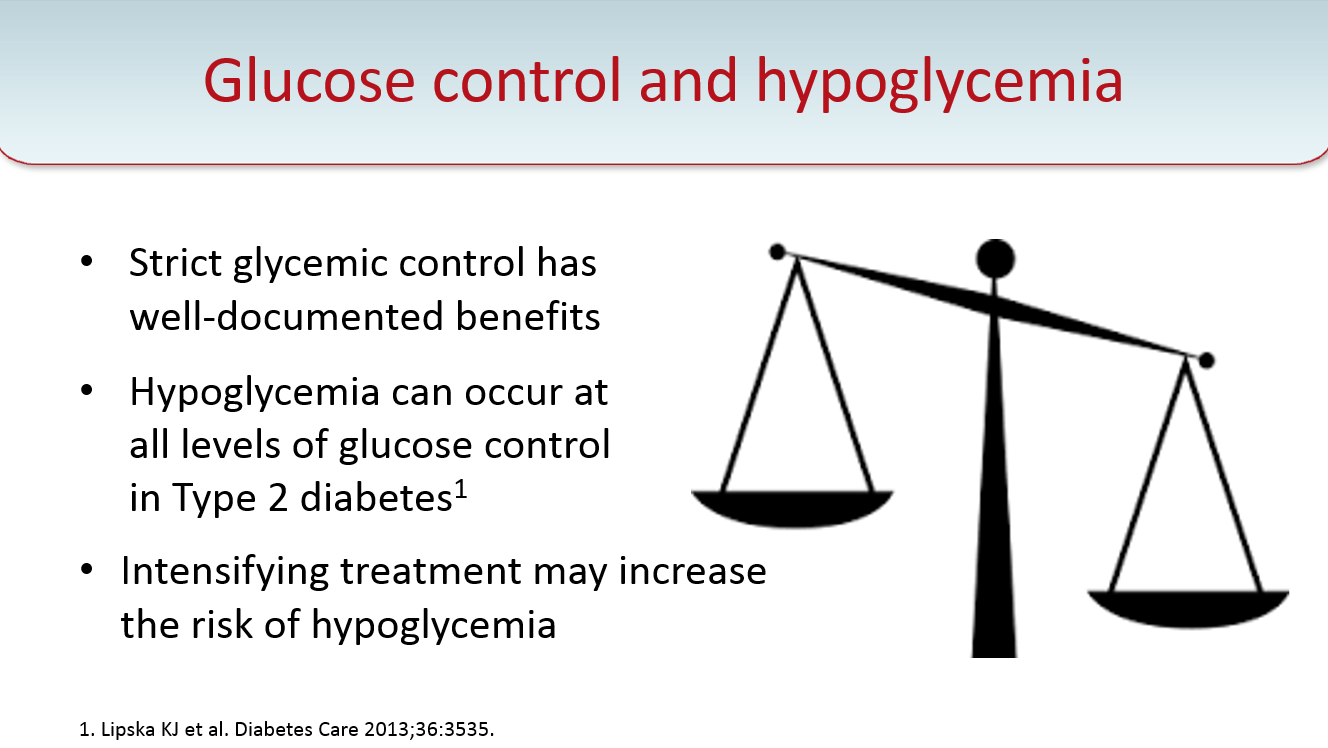 Glucose control and hypoglycemia
• Strict glycemic control has
well-documented benefits
• Hypoglycemia can occur at
all levels of glucose control
in Type 2 diabetes¹
• Intensifying treatment may increase
the risk of hypoglycemia
1. Lipska KJ et al. Diabetes Care 2013;36:3535.